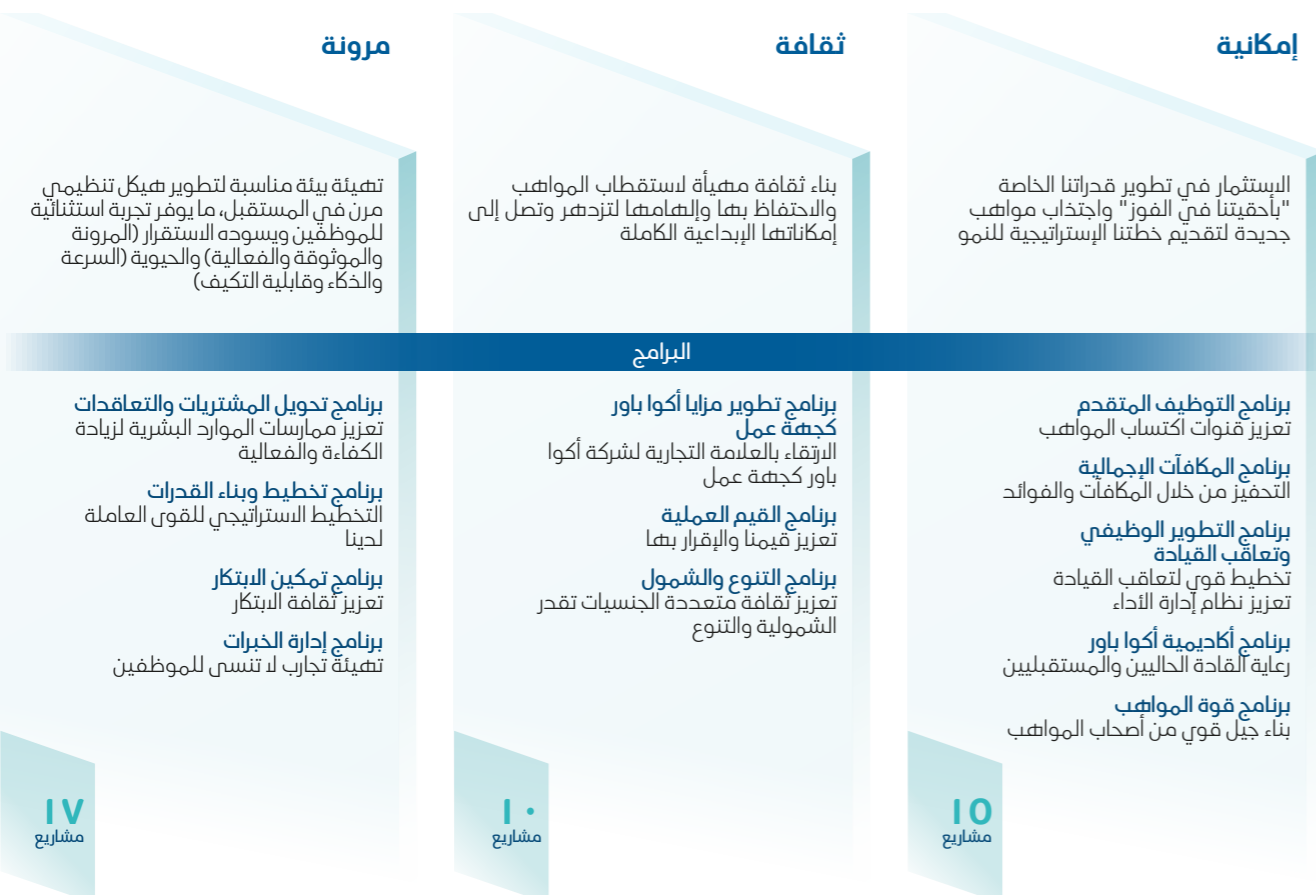 إمكانية
الاستثمار في تطوير قدراتنا الخاصة
"بأحقيتنا في الفوز" واجتذاب مواهب
جديدة لتقديم خطتنا الإستراتيجية للنمو
ثقافة
بناء ثقافة مهيأة لاستقطاب المواهب
والاحتفاظ بها وإلهامها لتزدهر وتصل إلى
إمكاناتها الإبداعية الكاملة
مرونة
تهيئة بيئة مناسبة لتطوير هيكل تنظيمي
مرن في المستقبل، ما يوفر تجربة استثنائية
للموظفين ويسوده الاستقرار (المرونة
والموثوقة والفعالية) والحيوية (السرعة
والذكاء وقابلية التكيف)
البرامج
برنامج التوظيف المتقدم
تعزيز قنوات اكتساب المواهب
برنامج المكافآت الإجمالية
التحفيز من خلال المكافآت والفوائد
برنامج التطوير الوظيفي
وتعاقب القيادة
تخطيط قوي لتعاقب القيادة
تعزيز نظام إدارة الأداء
برنامج أكاديمية أكوا باور
رعاية القادة الحاليين والمستقبليين
برنامج قوة المواهب
بناء جيل قوي من أصحاب المواهب
١٥
مشاريع
برنامج تطوير مزايا أكوا باور
كجهة عمل
الارتقاء بالعلامة التجارية لشركة أكوا
باور كجهة عمل
برنامج القيم العملية
تعزيز قيمنا والإقرار بها
برنامج التنوع والشمول
تعزيز ثقافة متعددة الجنسيات تقدر
الشمولية والتنوع
١٠
مشاريع
برنامج تحويل المشتريات والتعاقدات
تعزيز ممارسات الموارد البشرية لزيادة
الكفاءة والفعالية
برنامج تخطيط وبناء القدرات
التخطيط الاستراتيجي للقوى العاملة
لدينا
برنامج تمكين الابتكار
تعزيز ثقافة الابتكار
برنامج إدارة الخبرات
تهيئة تجارب لا تنسى للموظفين
١٧
مشاريع